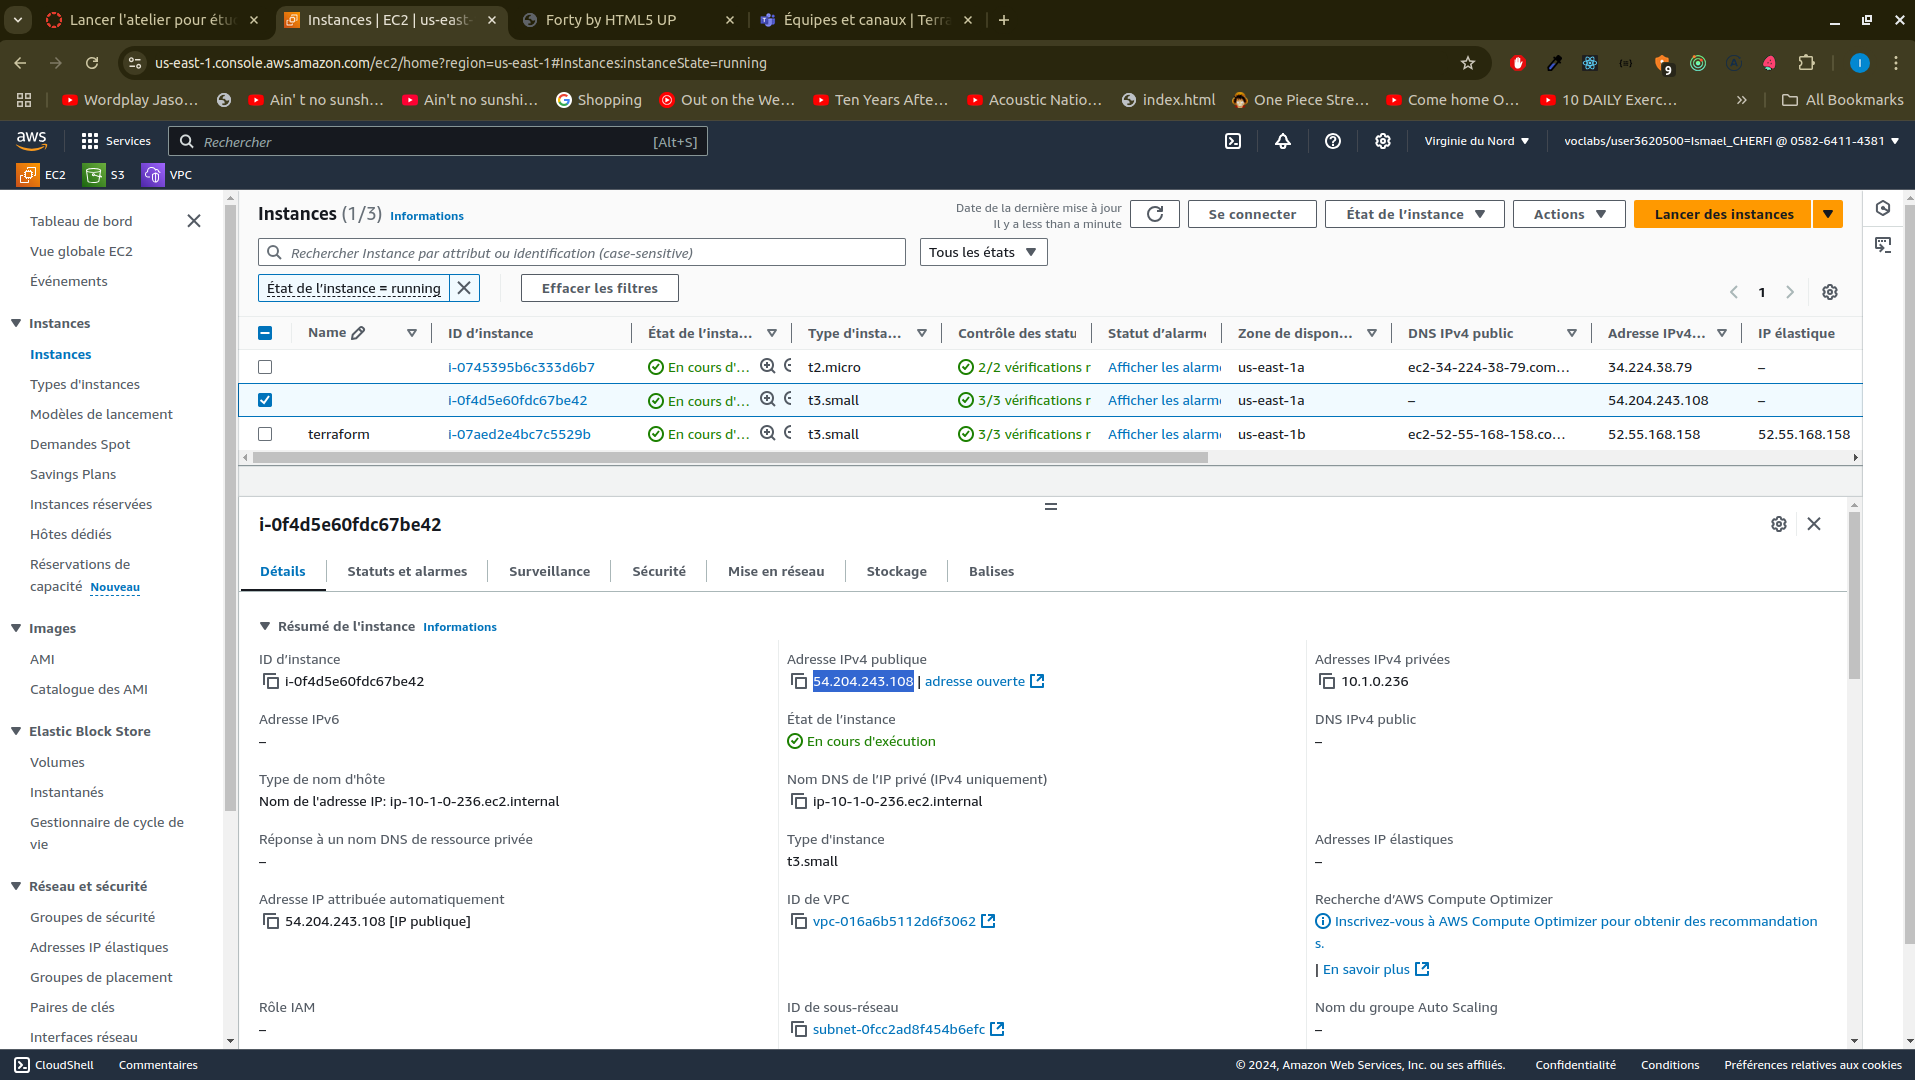 Lancer l'atelier pour étu
Instances | EC2 | us-east-
Forty by HTML5 UP
Équipes et canaux | Terra
us-east-1.console.aws.amazon.com/ec2/home?region=us-east-1#Instances:instanceState=running
9
I
Wordplay Jaso…
Ain' t no sunsh…
Ain't no sunshi…
Shopping
Out on the We…
Ten Years Afte…
Acoustic Natio…
index.html
One Piece Stre…
Come home O…
10 DAILY Exerc…
All Bookmarks
aws
Services
Rechercher
[Alt+S]
Virginie du Nord
voclabs/user3620500=Ismael_CHERFI @ 0582-6411-4381
EC2
S3
VPC
Tableau de bord
Vue globale EC2
Événements
Instances
Instances
Types d'instances
Modèles de lancement
Demandes Spot
Savings Plans
Instances réservées
Hôtes dédiés
Réservations de
capacité Nouveau
Images
AMI
Catalogue des AMI
Elastic Block Store
Volumes
Instantanés
Gestionnaire de cycle de
vie
Réseau et sécurité
Groupes de sécurité
Adresses IP élastiques
Groupes de placement
Paires de clés
Interfaces réseau
Instances (1/3) Informations
Date de la dernière mise à jour
Il y a less than a minute
Se connecter
État de l'instance
Actions
Lancer des instances
Rechercher Instance par attribut ou identification (case-sensitive)
Tous les états
État de l'instance = running
Effacer les filtres
1
Name
ID d'instance
État de l'insta…
Type d'insta…
Contrôle des statu
Statut d'alarme
Zone de dispon…
DNS IPv4 public
Adresse IPv4…
IP élastique
i-0745395b6c333d6b7 En cours d'… t2.micro 2/2 vérifications r Afficher les alarme us-east-1a ec2-34-224-38-79.com… 34.224.38.79 –
i-0f4d5e60fdc67be42 En cours d'… t3.small 3/3 vérifications r Afficher les alarme us-east-1a – 54.204.243.108 –
terraform i-07aed2e4bc7c5529b En cours d'… t3.small 3/3 vérifications r Afficher les alarme us-east-1b ec2-52-55-168-158.co… 52.55.168.158 52.55.168.158
i-0f4d5e60fdc67be42
Détails
Statuts et alarmes
Surveillance
Sécurité
Mise en réseau
Stockage
Balises
Résumé de l'instance Informations
ID d'instance
i-0f4d5e60fdc67be42
Adresse IPv4 publique
54.204.243.108 | adresse ouverte
Adresses IPv4 privées
10.1.0.236
Adresse IPv6
–
État de l'instance
En cours d'exécution
DNS IPv4 public
–
Type de nom d'hôte
Nom de l'adresse IP: ip-10-1-0-236.ec2.internal
Nom DNS de l'IP privé (IPv4 uniquement)
ip-10-1-0-236.ec2.internal
Réponse à un nom DNS de ressource privée
–
Type d'instance
t3.small
Adresses IP élastiques
–
Adresse IP attribuée automatiquement
54.204.243.108 [IP publique]
ID de VPC
vpc-016a6b5112d6f3062
Recherche d'AWS Compute Optimizer
Inscrivez-vous à AWS Compute Optimizer pour obtenir des recommandation
s.
| En savoir plus
Rôle IAM
–
ID de sous-réseau
subnet-0fcc2ad8f454b6efc
Nom du groupe Auto Scaling
–
CloudShell
Commentaires
© 2024, Amazon Web Services, Inc. ou ses affiliés.
Confidentialité
Conditions
Préférences relatives aux cookies